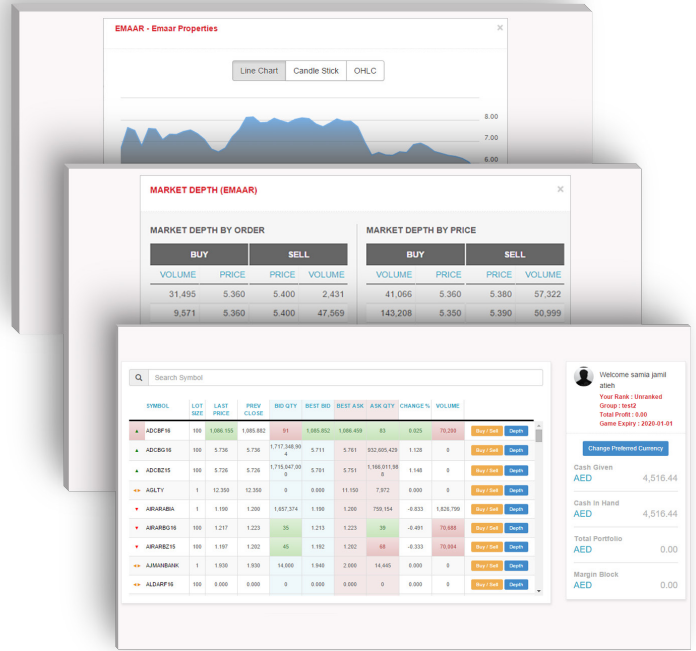 EMAAR - Emaar Properties ×
Line Chart Candle Stick OHLC
8.00
7.00
6.00
MARKET DEPTH (EMAAR) ×
MARKET DEPTH BY ORDER MARKET DEPTH BY PRICE
BUY SELL BUY SELL
VOLUME PRICE PRICE VOLUME VOLUME PRICE PRICE VOLUME
31,495 5.360 5.400 2,431 41,066 5.360 5.380 57,322
9,571 5.360 5.400 47,569 143,208 5.350 5.390 50,999
Search Symbol
SYMBOL LOT SIZE LAST PRICE PREV CLOSE BID QTY BEST BID BEST ASK ASK QTY CHANGE % VOLUME
ADCBF16 100 1,086.155 1,085.882 91 1,085.882 1,086.459 83 0.025 70,288 Buy / Sell Depth
ADCBG16 100 5.736 5.726 1,717,348,904 5.711 5.761 932,605,429 1.128 0 Buy / Sell Depth
ADCBZ15 100 5.726 5.726 5.701 5.751 1.148 0 Buy / Sell Depth
AGLTY 1 12.350 12.350 0 0.000 11.150 7,972 0.000 0 Buy / Sell Depth
AIRARABIA 1 1.190 1.200 1,657,374 1.190 1.200 759,154 -0.833 1,826,799 Buy / Sell Depth
AIRARBG16 100 1.217 1.223 35 1.213 1.223 39 -0.491 70,688 Buy / Sell Depth
AIRARBZ15 100 1.197 1.202 45 1.192 1.202 68 -0.333 70,004 Buy / Sell Depth
AJMANBANK 1 1.930 1.930 14,000 1.940 2.000 14,445 0.000 0 Buy / Sell Depth
ALDARF16 100 0.000 0.000 0 0.000 0.000 0 0.000 0 Buy / Sell Depth
Welcome samia jamil
atieh
Your Rank : Unranked
Group : test2
Total Profit : 0.00
Game Expiry : 2020-01-01
Change Preferred Currency
Cash Given
AED 4,516.44
Cash In Hand
AED 4,516.44
Total Portfolio
AED 0.00
Margin Block
AED 0.00